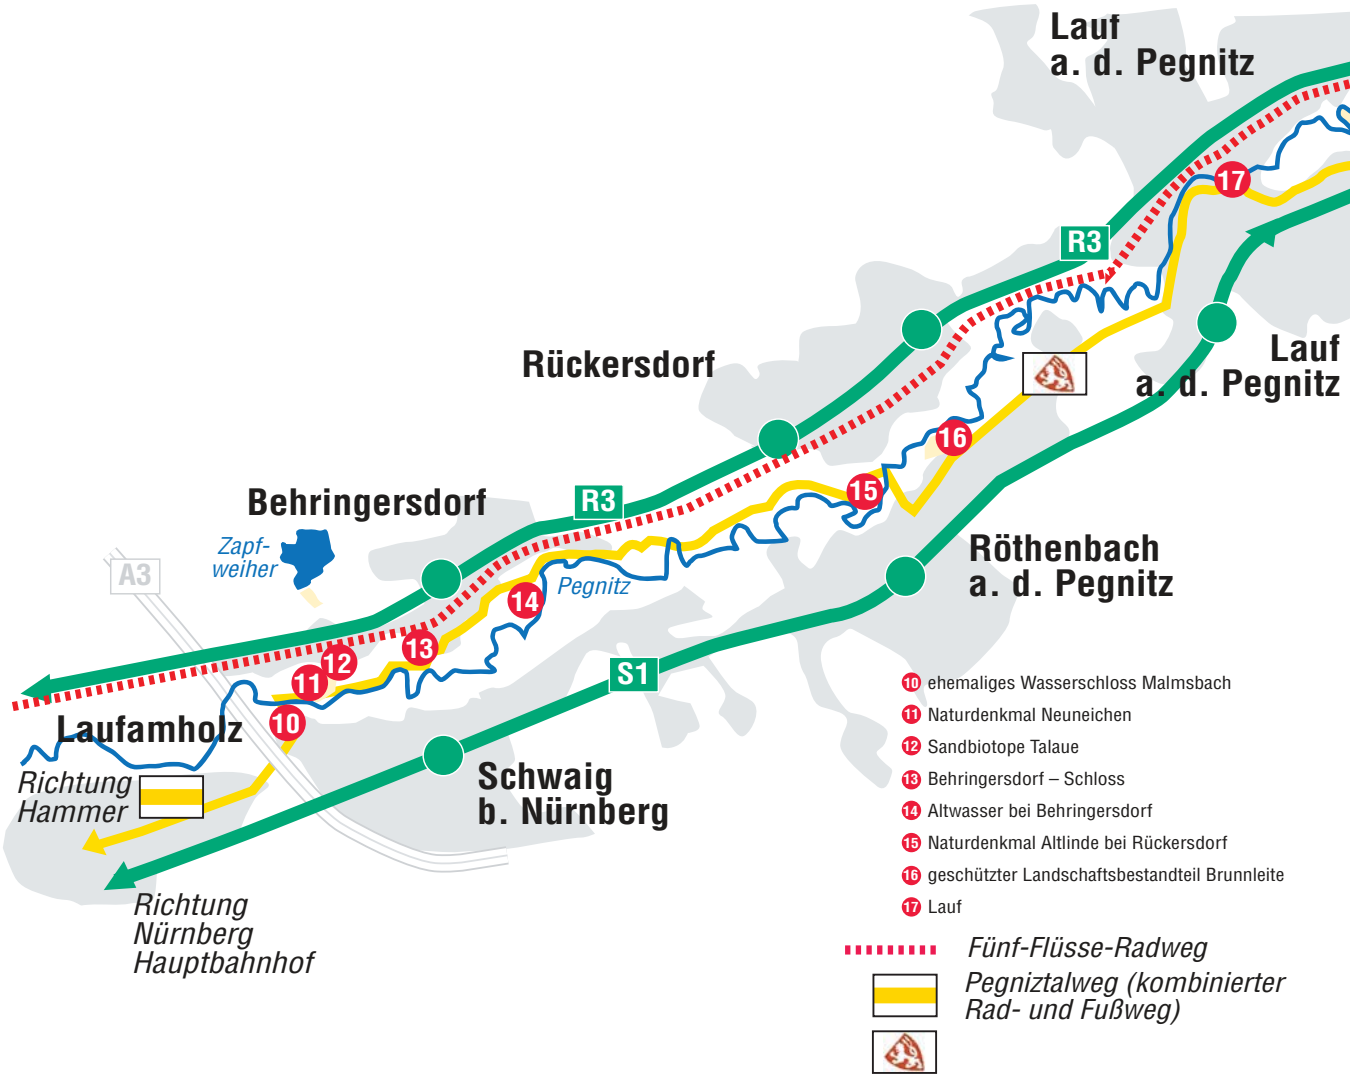 Lauf
a. d. Pegnitz
17
R3
Rückersdorf
Lauf
a. d. Pegnitz
16
15
Behringersdorf
R3
Zapf-
weiher
A3
Röthenbach
a. d. Pegnitz
14
Pegnitz
13
12
11
10
S1
Laufamholz
Richtung
Hammer
Schwaig
b. Nürnberg
Richtung
Nürnberg
Hauptbahnhof
10 ehemaliges Wasserschloss Malmsbach
11 Naturdenkmal Neuneichen
12 Sandbiotope Talaue
13 Behringersdorf – Schloss
14 Altwasser bei Behringersdorf
15 Naturdenkmal Altlinde bei Rückersdorf
16 geschützter Landschaftsbestandteil Brunnleite
17 Lauf
Fünf-Flüsse-Radweg
Pegniztalweg (kombinierter
Rad- und Fußweg)